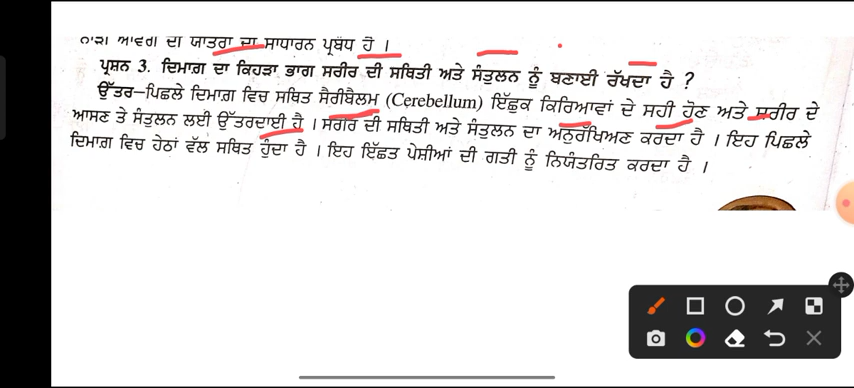 ਨਾੜੀ ਆਵੇਗ ਦੀ ਯਾਤਰਾ ਦਾ ਸਾਧਾਰਨ ਪ੍ਰਬੰਧ ਹੈ ।
ਪ੍ਰਸ਼ਨ 3. ਦਿਮਾਗ਼ ਦਾ ਕਿਹੜਾ ਭਾਗ ਸਰੀਰ ਦੀ ਸਥਿਤੀ ਅਤੇ ਸੰਤੁਲਨ ਨੂੰ ਬਣਾਈ ਰੱਖਦਾ ਹੈ ?
ਉੱਤਰ–ਪਿਛਲੇ ਦਿਮਾਗ਼ ਵਿਚ ਸਥਿਤ ਸੈਰੀਬੈਲਮ (Cerebellum) ਇੱਛੁਕ ਕਿਰਿਆਵਾਂ ਦੇ ਸਹੀ ਹੋਣ ਅਤੇ ਸਰੀਰ ਦੇ
ਆਸਣ ਤੇ ਸੰਤੁਲਨ ਲਈ ਉੱਤਰਦਾਈ ਹੈ । ਸਰੀਰ ਦੀ ਸਥਿਤੀ ਅਤੇ ਸੰਤੁਲਨ ਦਾ ਅਨੁਰੱਖਿਅਣ ਕਰਦਾ ਹੈ । ਇਹ ਪਿਛਲੇ
ਦਿਮਾਗ਼ ਵਿਚ ਹੇਠਾਂ ਵੱਲ ਸਥਿਤ ਹੁੰਦਾ ਹੈ । ਇਹ ਇੱਛਤ ਪੇਸ਼ੀਆਂ ਦੀ ਗਤੀ ਨੂੰ ਨਿਯੰਤਰਿਤ ਕਰਦਾ ਹੈ ।